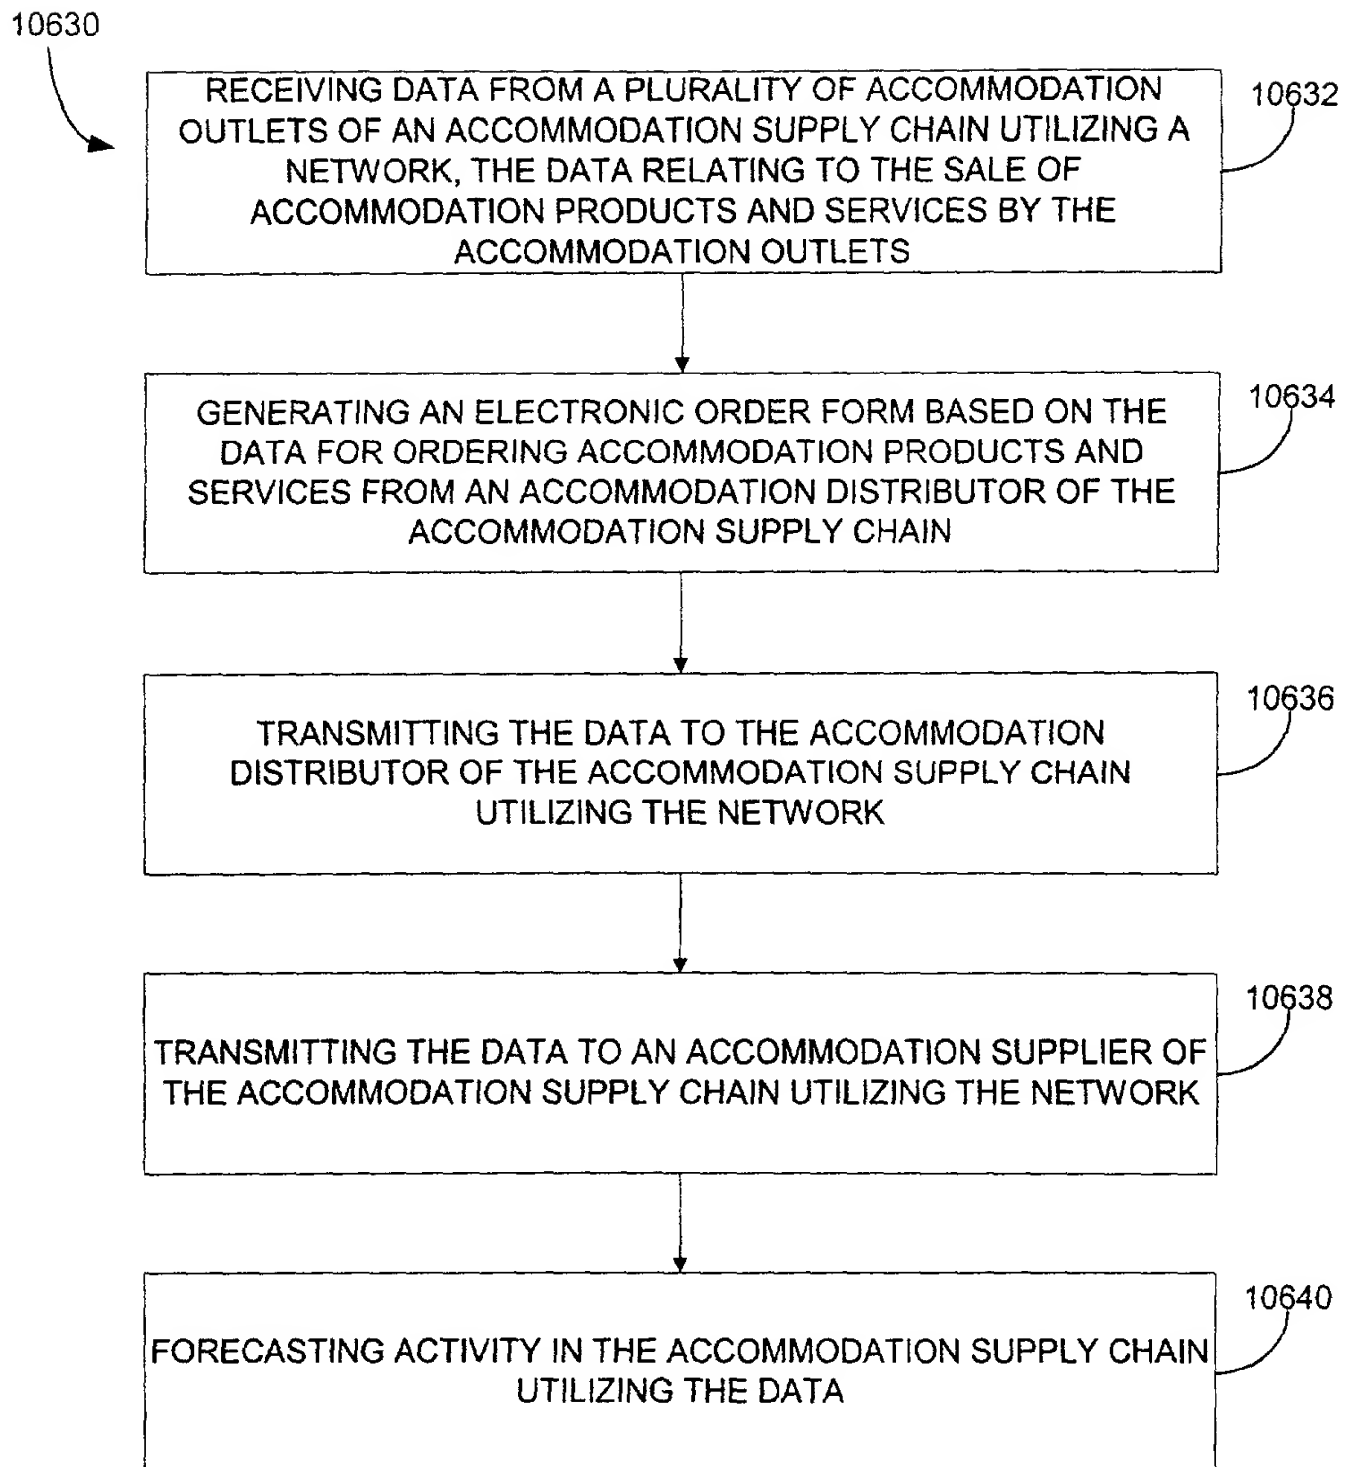 10630
RECEIVING DATA FROM A PLURALITY OF ACCOMMODATION
OUTLETS OF AN ACCOMMODATION SUPPLY CHAIN UTILIZING A
NETWORK, THE DATA RELATING TO THE SALE OF
ACCOMMODATION PRODUCTS AND SERVICES BY THE
ACCOMMODATION OUTLETS
10632
GENERATING AN ELECTRONIC ORDER FORM BASED ON THE
DATA FOR ORDERING ACCOMMODATION PRODUCTS AND
SERVICES FROM AN ACCOMMODATION DISTRIBUTOR OF THE
ACCOMMODATION SUPPLY CHAIN
10634
TRANSMITTING THE DATA TO THE ACCOMMODATION
DISTRIBUTOR OF THE ACCOMMODATION SUPPLY CHAIN
UTILIZING THE NETWORK
10636
TRANSMITTING THE DATA TO AN ACCOMMODATION SUPPLIER OF
THE ACCOMMODATION SUPPLY CHAIN UTILIZING THE NETWORK
10638
FORECASTING ACTIVITY IN THE ACCOMMODATION SUPPLY CHAIN
UTILIZING THE DATA
10640